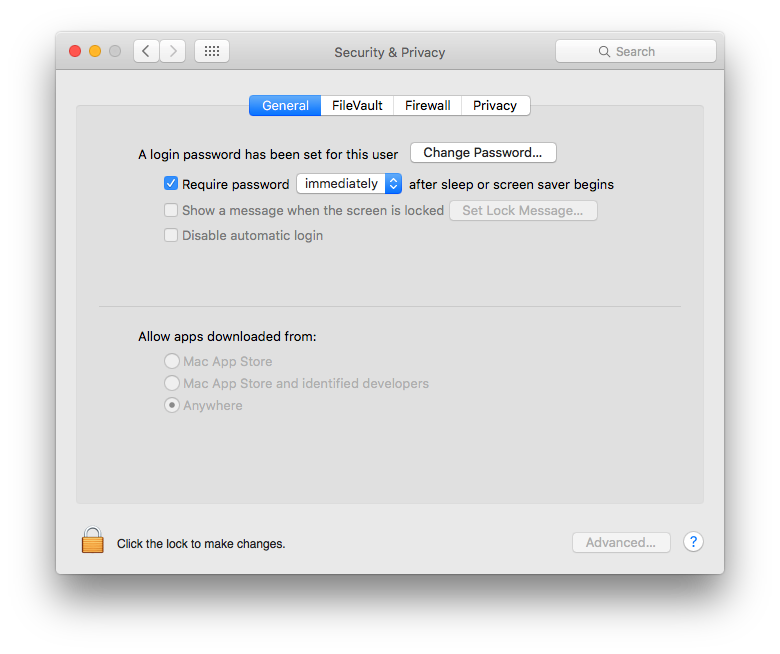 Security & Privacy
Search
General FileVault Firewall Privacy
A login password has been set for this user Change Password...
Require password immediately after sleep or screen saver begins
Show a message when the screen is locked Set Lock Message...
Disable automatic login
Allow apps downloaded from:
Mac App Store
Mac App Store and identified developers
Anywhere
Click the lock to make changes.
Advanced... ?